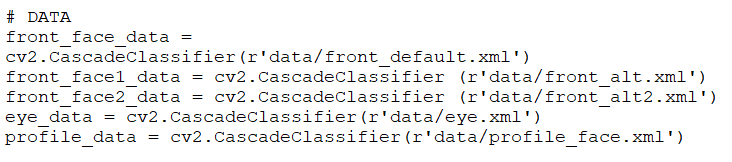 # DATA
front_face_data =
cv2.CascadeClassifier(r'data/front_default.xml')
front_face1_data = cv2.CascadeClassifier (r'data/front_alt.xml')
front_face2_data = cv2.CascadeClassifier (r'data/front_alt2.xml')
eye_data = cv2.CascadeClassifier(r'data/eye.xml')
profile_data = cv2.CascadeClassifier(r'data/profile_face.xml')